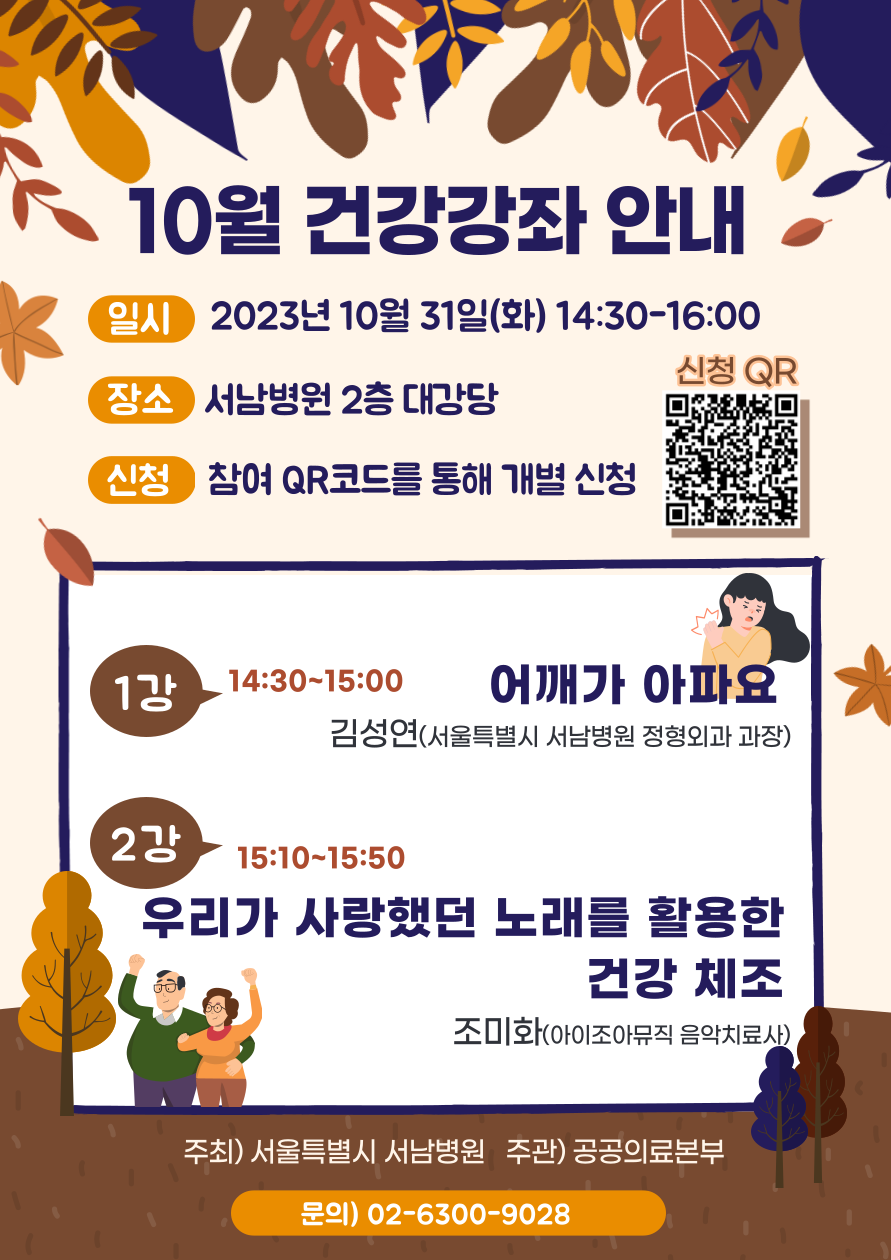 10월 건강강좌 안내
일시 2023년 10월 31일(화) 14:30-16:00
장소 서남병원 2층 대강당
신청 참여 QR코드를 통해 개별 신청
신청 QR
1강 14:30~15:00 어깨가 아파요
김성연(서울특별시 서남병원 정형외과 과장)
2강 15:10~15:50
우리가 사랑했던 노래를 활용한
건강 체조
조미화(아이조아뮤직 음악치료사)
주최) 서울특별시 서남병원 주관) 공공의료본부
문의) 02-6300-9028